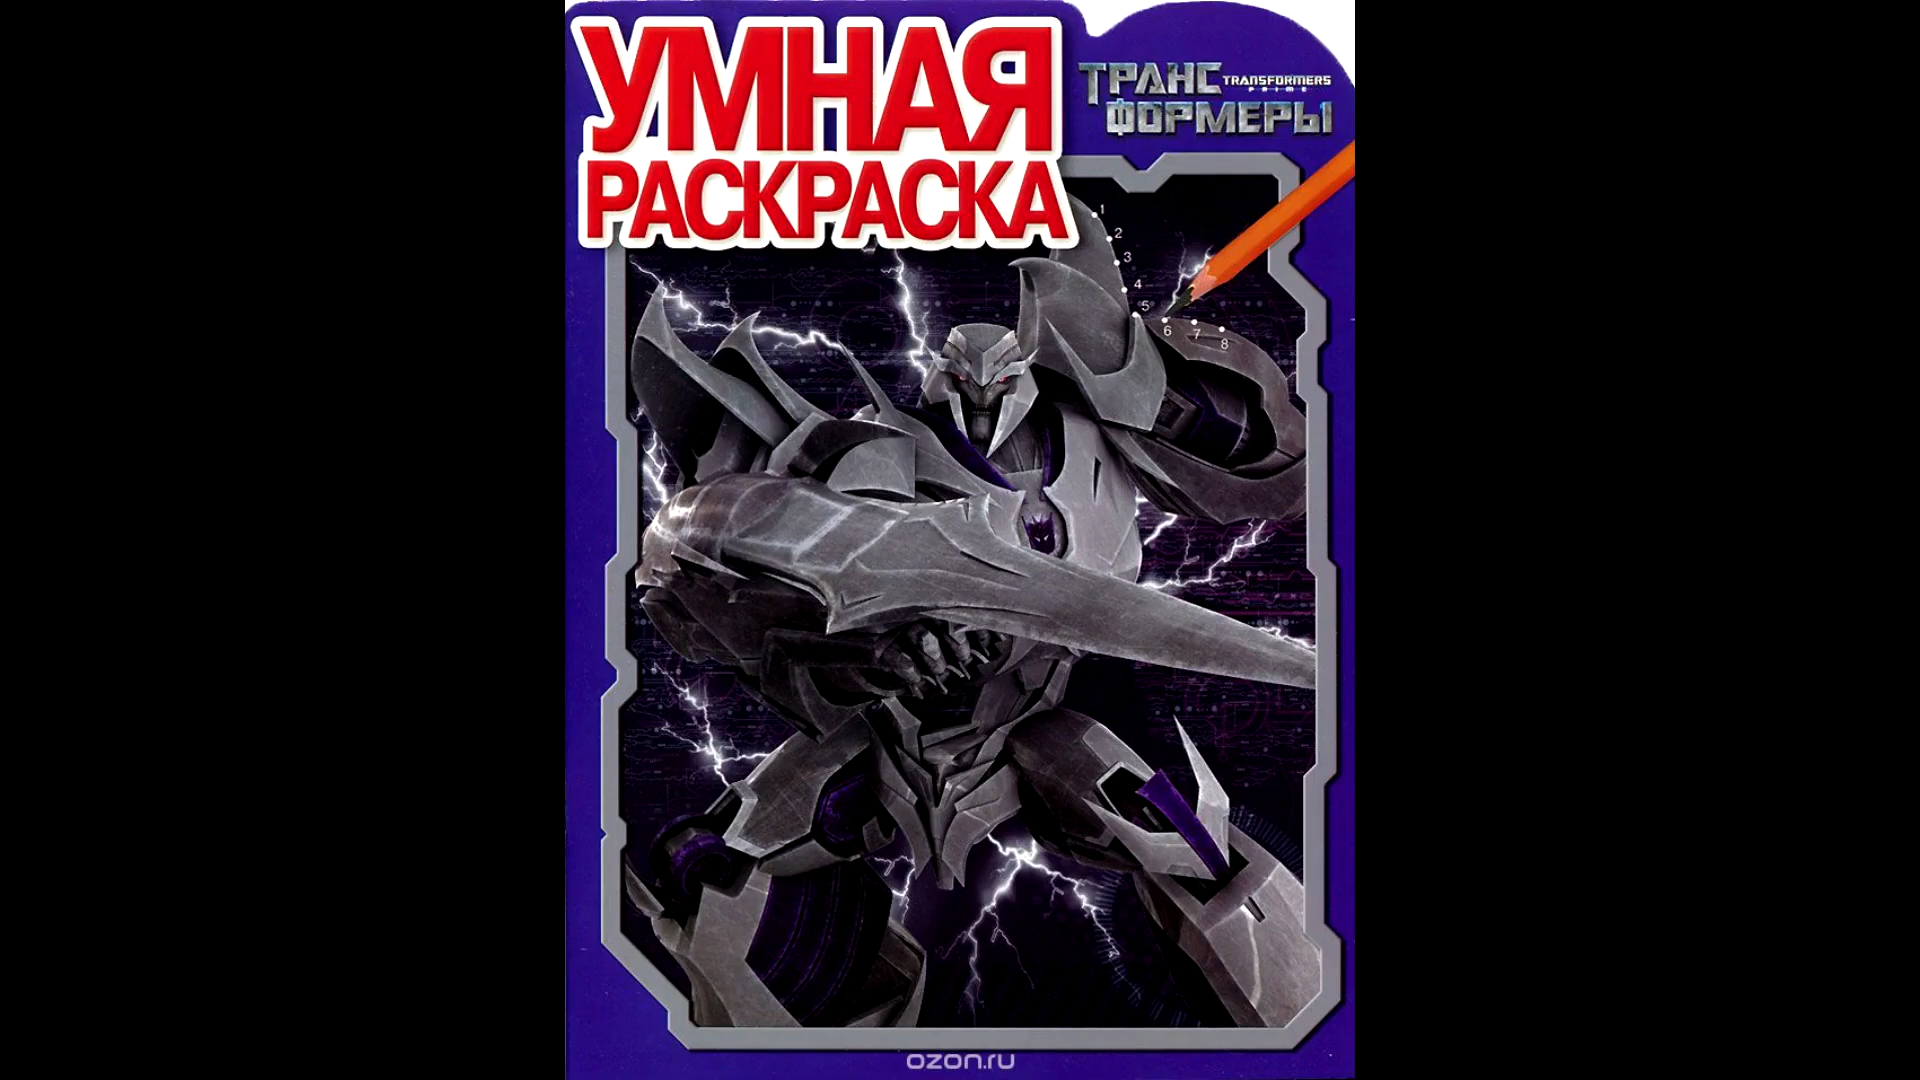 УМНАЯ
РАСКРАСКА
ТРАНС
TRANSFORMERS
PRIME
ФОРМЕРЫ
1
2
3
4
5
6
7
8
ozon.ru